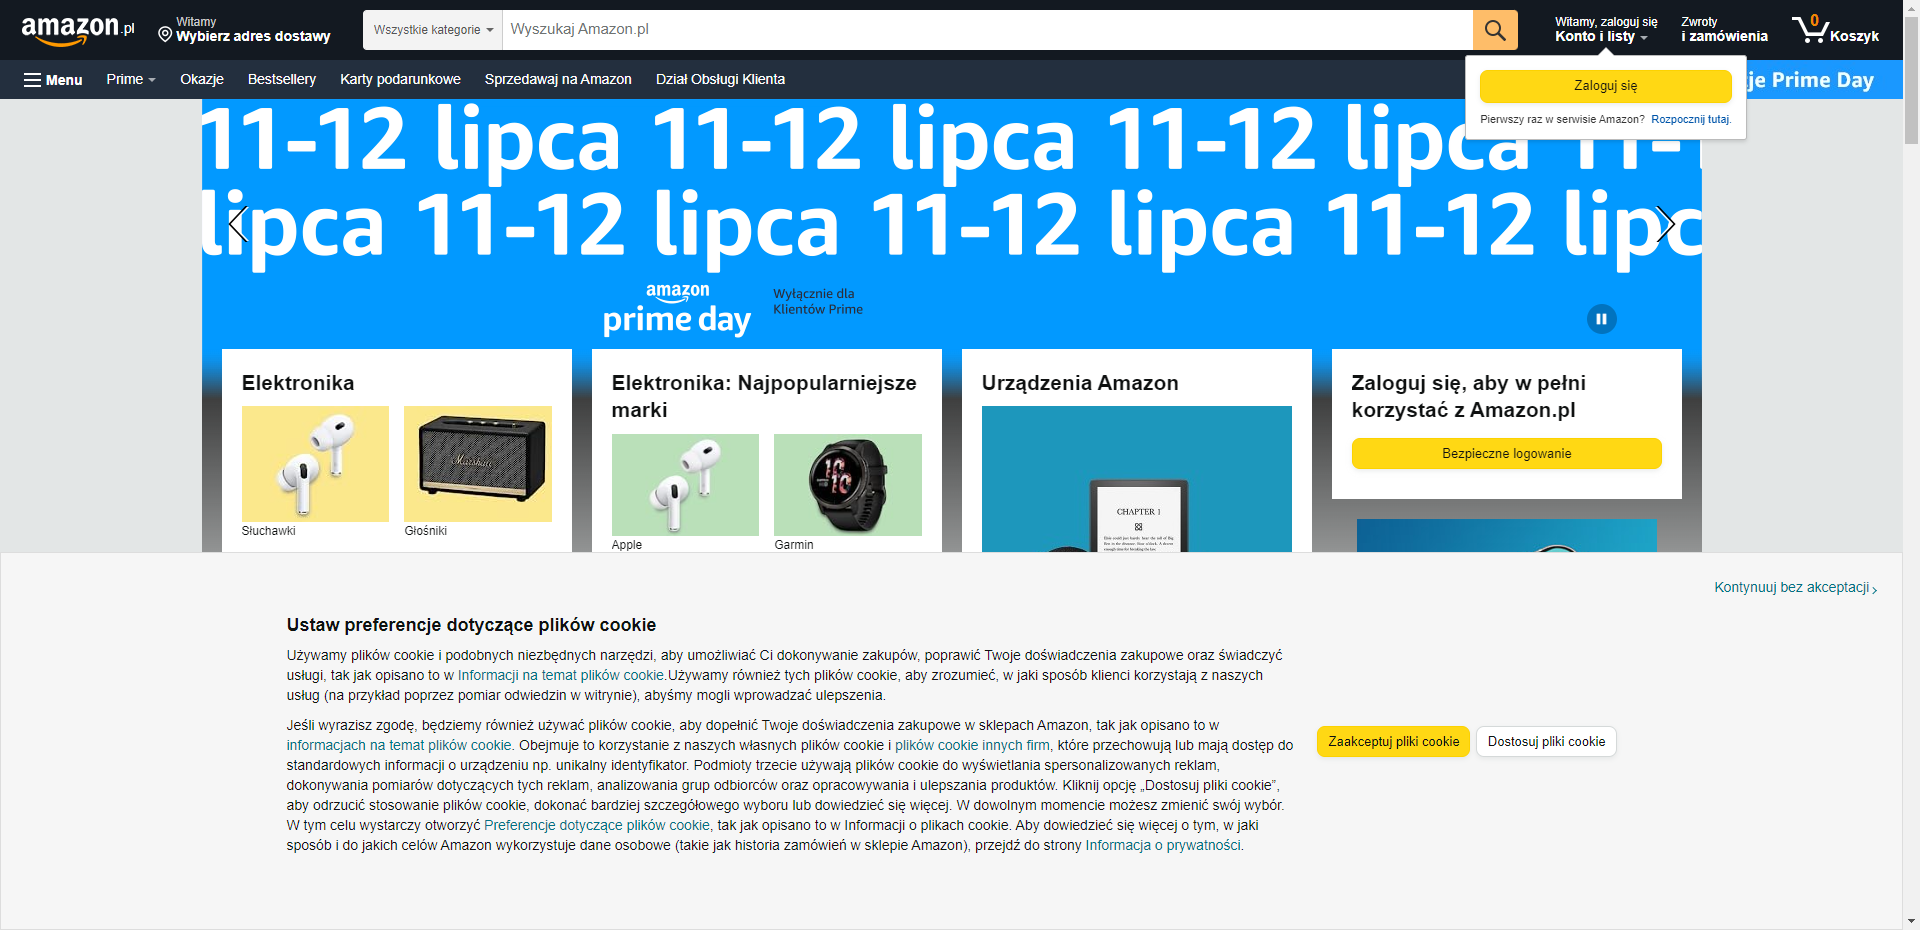 amazon.pl
Witamy
Wybierz adres dostawy
Wszystkie kategorie
Wyszukaj Amazon.pl
Witamy, zaloguj się
Konto i listy
Zwroty
i zamówienia
0
Koszyk
Menu
Prime
Okazje
Bestsellery
Karty podarunkowe
Sprzedawaj na Amazon
Dział Obsługi Klienta
je Prime Day
Zaloguj się
Pierwszy raz w serwisie Amazon? Rozpocznij tutaj.
11-12 lipca 11-12 lipca 11-12 lipca 11-1
lipca 11-12 lipca 11-12 lipca 11-12 lipc
amazon
prime day
Wyłącznie dla
Klientów Prime
Elektronika
Marshall
Słuchawki
Głośniki
Elektronika: Najpopularniejsze
marki
Apple
Garmin
Urządzenia Amazon
CHAPTER 1
Zaloguj się, aby w pełni
korzystać z Amazon.pl
Bezpieczne logowanie
Kontynuuj bez akceptacji
Ustaw preferencje dotyczące plików cookie
Używamy plików cookie i podobnych niezbędnych narzędzi, aby umożliwiać Ci dokonywanie zakupów, poprawić Twoje doświadczenia zakupowe oraz świadczyć
usługi, tak jak opisano to w Informacji na temat plików cookie.Używamy również tych plików cookie, aby zrozumieć, w jaki sposób klienci korzystają z naszych
usług (na przykład poprzez pomiar odwiedzin w witrynie), abyśmy mogli wprowadzać ulepszenia.
Jeśli wyrazisz zgodę, będziemy również używać plików cookie, aby dopełnić Twoje doświadczenia zakupowe w sklepach Amazon, tak jak opisano to w
informacjach na temat plików cookie. Obejmuje to korzystanie z naszych własnych plików cookie i plików cookie innych firm, które przechowują lub mają dostęp do
standardowych informacji o urządzeniu np. unikalny identyfikator. Podmioty trzecie używają plików cookie do wyświetlania spersonalizowanych reklam,
dokonywania pomiarów dotyczących tych reklam, analizowania grup odbiorców oraz opracowywania i ulepszania produktów. Kliknij opcję „Dostosuj pliki cookie”,
aby odrzucić stosowanie plików cookie, dokonać bardziej szczegółowego wyboru lub dowiedzieć się więcej. W dowolnym momencie możesz zmienić swój wybór.
W tym celu wystarczy otworzyć Preferencje dotyczące plików cookie, tak jak opisano to w Informacji o plikach cookie. Aby dowiedzieć się więcej o tym, w jaki
sposób i do jakich celów Amazon wykorzystuje dane osobowe (takie jak historia zamówień w sklepie Amazon), przejdź do strony Informacja o prywatności.
Zaakceptuj pliki cookie
Dostosuj pliki cookie